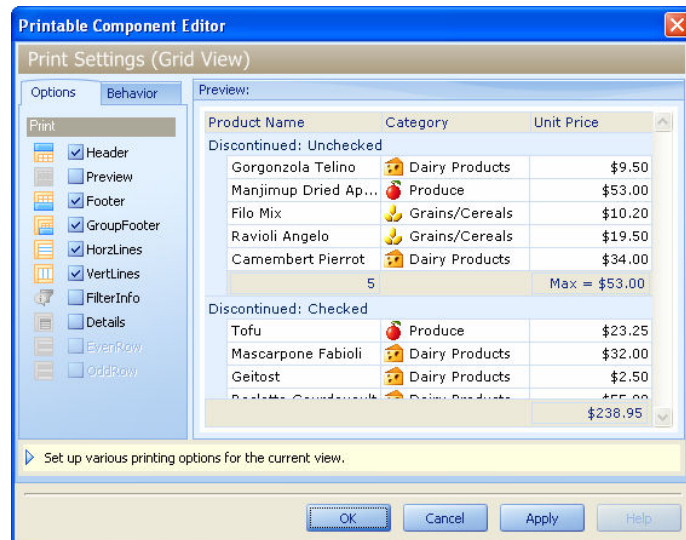 Printable Component Editor
Print Settings (Grid View)
Options Behavior
Print
Header
Preview
Footer
GroupFooter
HorzLines
VertLines
FilterInfo
Details
EvenRow
OddRow
Preview:
Product Name Category Unit Price
Discontinued: Unchecked
Gorgonzola Telino Dairy Products $9.50
Manjimup Dried Ap... Produce $53.00
Filo Mix Grains/Cereals $10.20
Ravioli Angelo Grains/Cereals $19.50
Camembert Pierrot Dairy Products $34.00
5 Max = $53.00
Discontinued: Checked
Tofu Produce $23.25
Mascarpone Fabioli Dairy Products $32.00
Geitost Dairy Products $2.50
Dairy Products $55.00
$238.95
Set up various printing options for the current view.
OK Cancel Apply Help